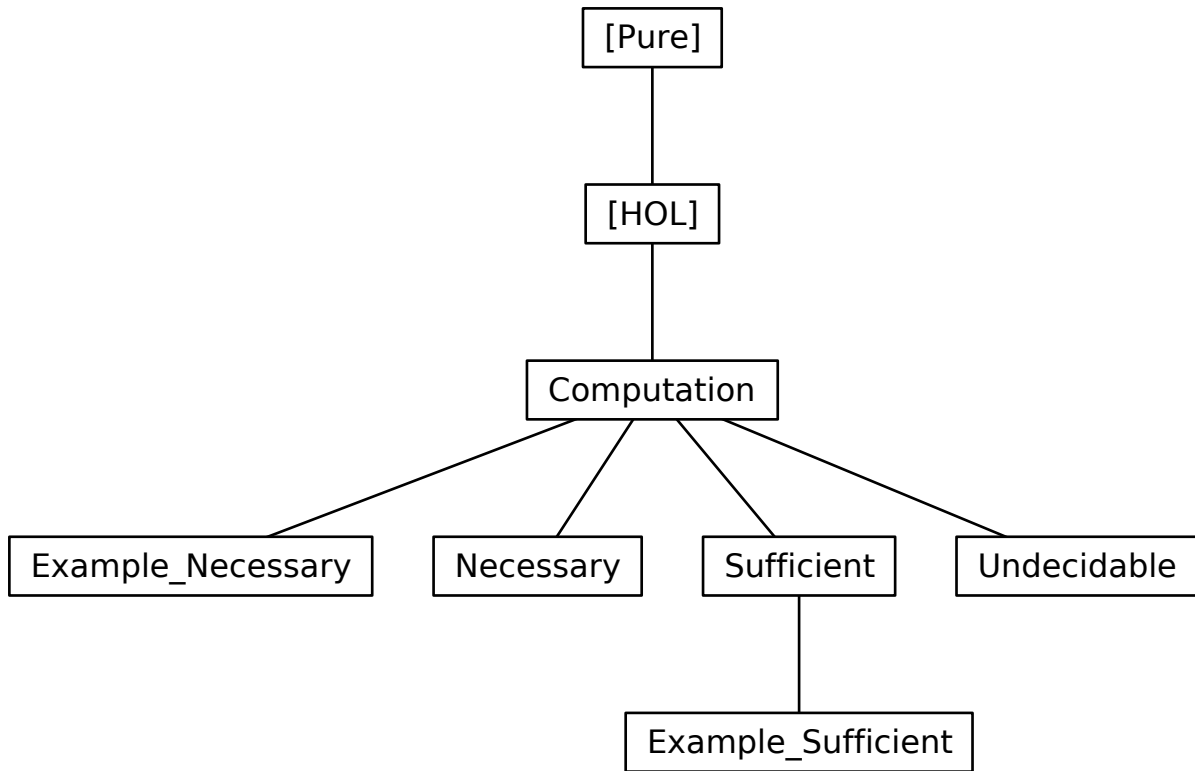 [Pure]
[HOL]
Computation
Example_Necessary
Necessary
Sufficient
Undecidable
Example_Sufficient